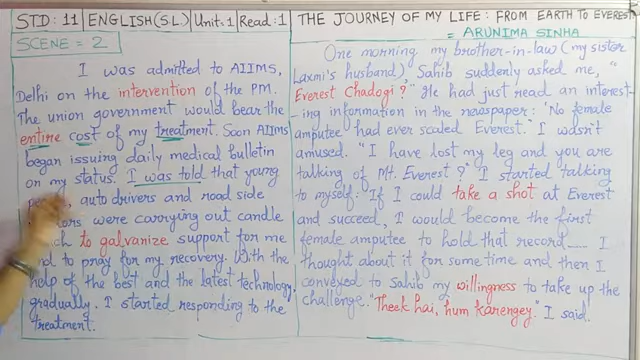 STD: 11 ENGLISH (S.L.) Unit: 1 Read: 1
THE JOURNEY OF MY LIFE: FROM EARTH TO EVEREST
= ARUNIMA SINHA
SCENE = 2
I was admitted to AIIMS,
Delhi on the intervention of the PM.
The union government would bear the
entire cost of my treatment. Soon AIIMS
began issuing daily medical bulletin
on my status. I was told that young
auto drivers and road side
were carrying out candle
to galvanize support for me
to pray for my recovery. With the
help of the best and the latest technology,
gradually. I started responding to the
treatment.
One morning my brother-in-law (my sister
Laxmi's husband), Sahib suddenly asked me, "
Everest Chadogi?" He had just read an interest-
-ing information in the newspaper: 'No female
amputee had ever scaled Everest.' I wasn't
amused. "I have lost my leg and you are
talking of Mt. Everest?" I started talking
to myself. 'If I could take a shot at Everest
and succeed, I would become the first
female amputee to hold that record..... I
thought about it for some time and then I
conveyed to Sahib my willingness to take up the
challenge. "Theek hai, hum karengey." I said.